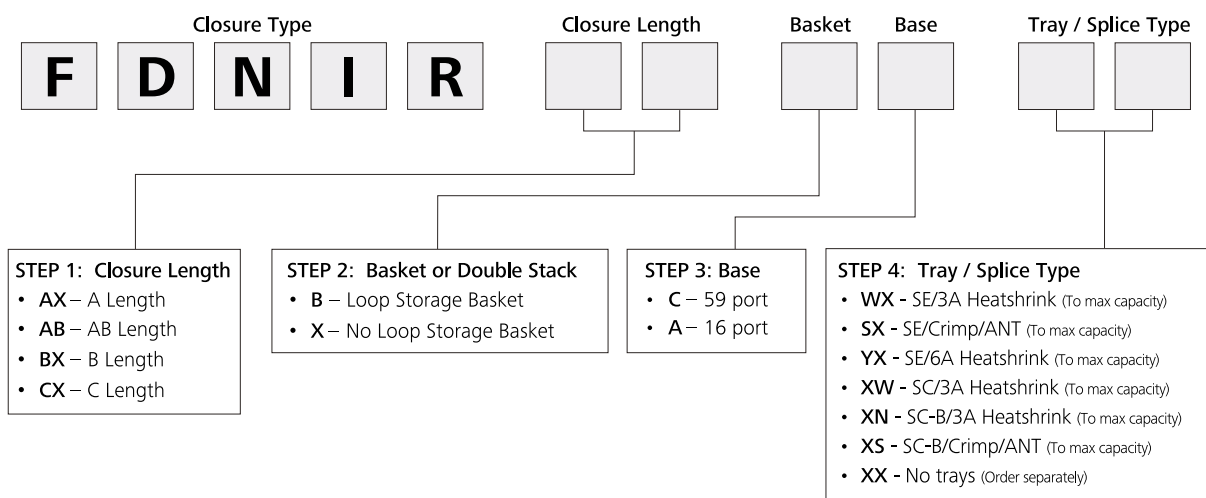 Closure Type
Closure Length
Basket
Base
Tray / Splice Type
F D N I R
STEP 1: Closure Length
• AX – A Length
• AB – AB Length
• BX – B Length
• CX – C Length
STEP 2: Basket or Double Stack
• B – Loop Storage Basket
• X – No Loop Storage Basket
STEP 3: Base
• C – 59 port
• A – 16 port
STEP 4: Tray / Splice Type
• WX - SE/3A Heatshrink (To max capacity)
• SX - SE/Crimp/ANT (To max capacity)
• YX - SE/6A Heatshrink (To max capacity)
• XW - SC/3A Heatshrink (To max capacity)
• XN - SC-B/3A Heatshrink (To max capacity)
• XS - SC-B/Crimp/ANT (To max capacity)
• XX - No trays (Order separately)